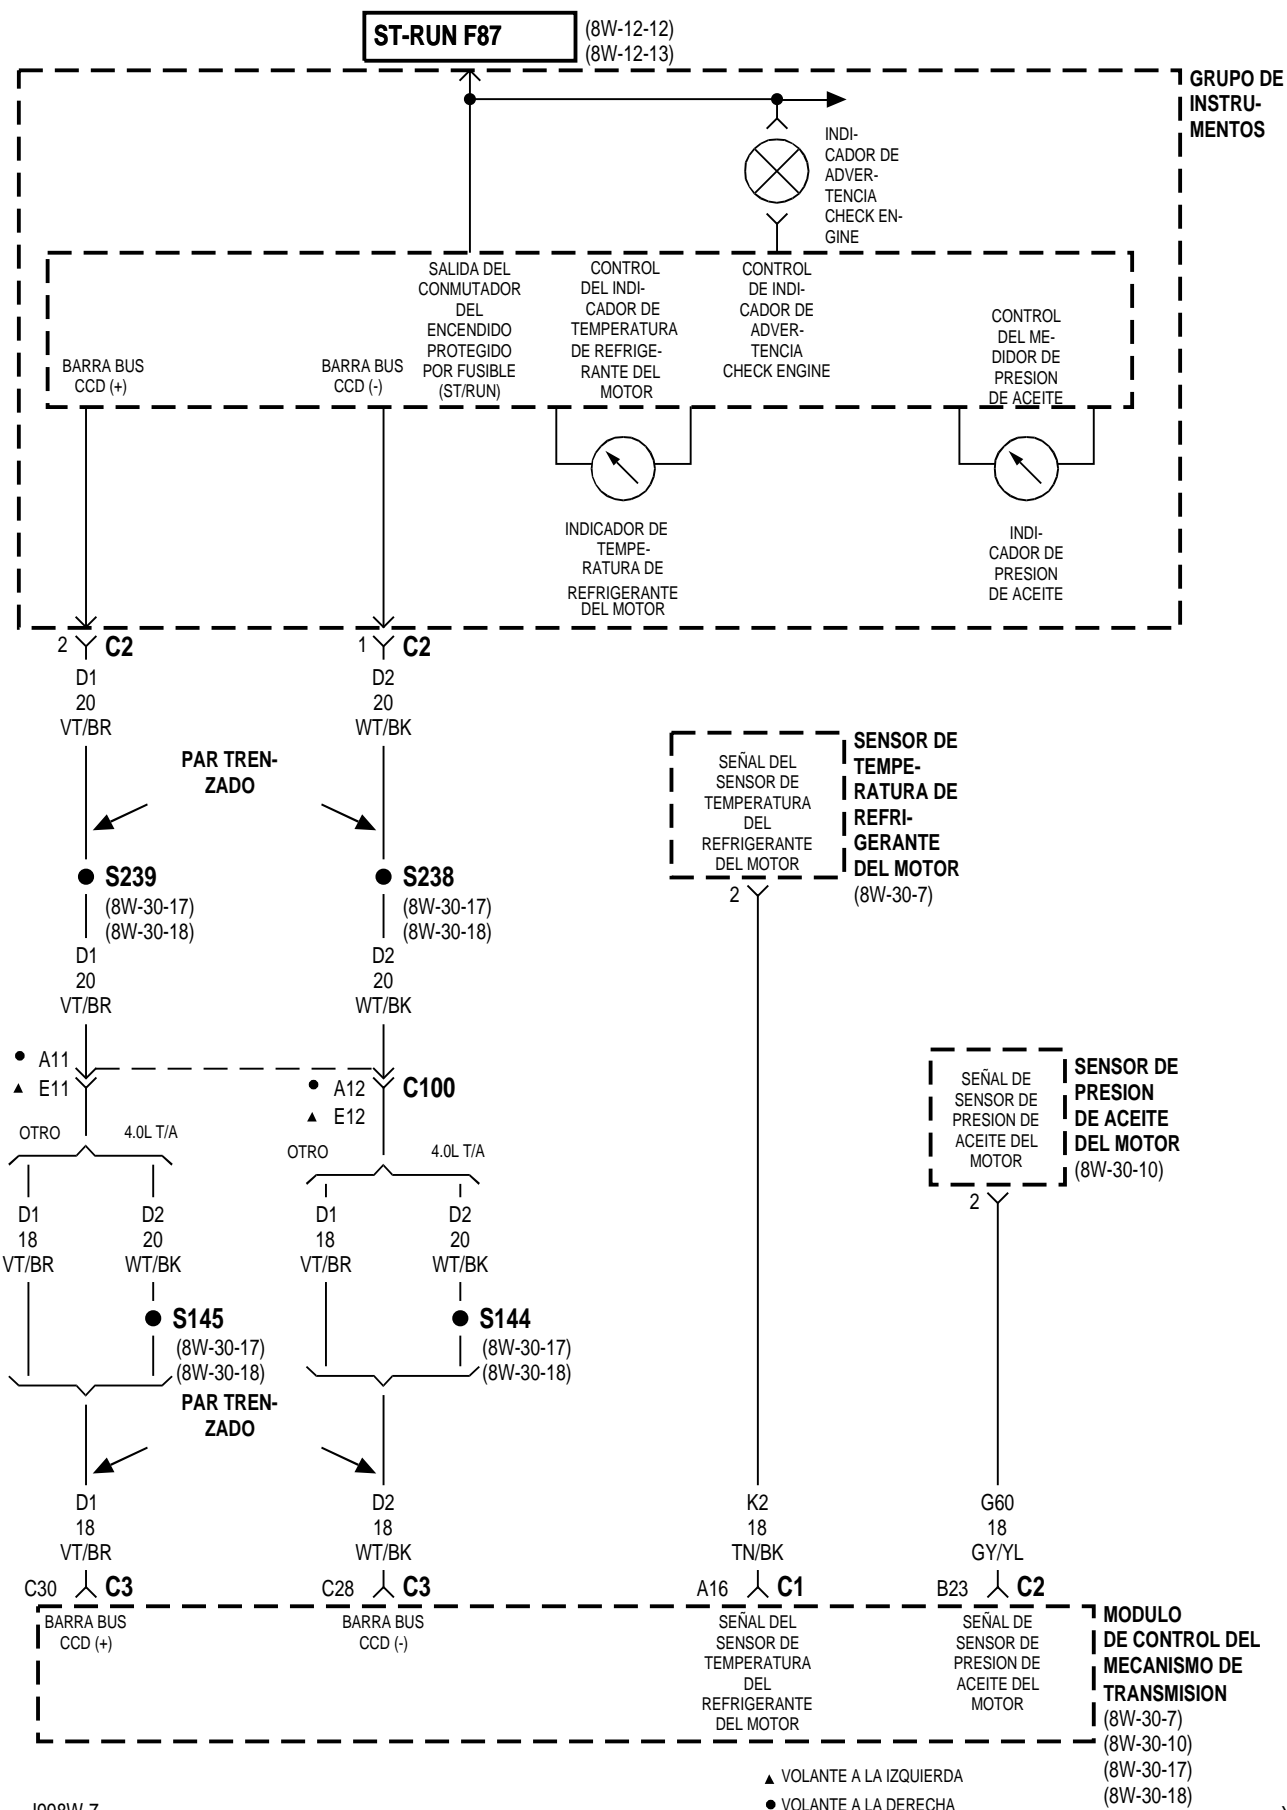 ST-RUN F87
(8W-12-12)
(8W-12-13)
GRUPO DE
INSTRU-
MENTOS
INDI-
CADOR DE
ADVER-
TENCIA
CHECK EN-
GINE
BARRA BUS
CCD (+)
BARRA BUS
CCD (-)
SALIDA DEL
CONMUTADOR
DEL
ENCENDIDO
PROTEGIDO
POR FUSIBLE
(ST/RUN)
CONTROL
DEL INDI-
CADOR DE
TEMPERATURA
DE REFRIGE-
RANTE DEL
MOTOR
CONTROL
DE INDI-
CADOR DE
ADVER-
TENCIA
CHECK ENGINE
CONTROL
DEL ME-
DIDOR DE
PRESION
DE ACEITE
INDICADOR DE
TEMPE-
RATURA DE
REFRIGERANTE
DEL MOTOR
INDI-
CADOR DE
PRESION
DE ACEITE
2 C2
1 C2
D1
20
VT/BR
D2
20
WT/BK
PAR TREN-
ZADO
S239
(8W-30-17)
(8W-30-18)
S238
(8W-30-17)
(8W-30-18)
D1
20
VT/BR
D2
20
WT/BK
SEÑAL DEL
SENSOR DE
TEMPERATURA
DEL
REFRIGERANTE
DEL MOTOR
SENSOR DE
TEMPE-
RATURA DE
REFRI-
GERANTE
DEL MOTOR
(8W-30-7)
2
● A11
▲ E11
● A12
▲ E12
C100
SEÑAL DE
SENSOR DE
PRESION DE
ACEITE DEL
MOTOR
SENSOR DE
PRESION
DE ACEITE
DEL MOTOR
(8W-30-10)
2
OTRO 4.0L T/A
OTRO 4.0L T/A
D1
18
VT/BR
D2
20
WT/BK
D1
18
VT/BR
D2
20
WT/BK
S145
(8W-30-17)
(8W-30-18)
S144
(8W-30-17)
(8W-30-18)
PAR TREN-
ZADO
D1
18
VT/BR
D2
18
WT/BK
K2
18
TN/BK
G60
18
GY/YL
C30 C3
C28 C3
A16 C1
B23 C2
BARRA BUS
CCD (+)
BARRA BUS
CCD (-)
SEÑAL DEL
SENSOR DE
TEMPERATURA
DEL
REFRIGERANTE
DEL MOTOR
SEÑAL DE
SENSOR DE
PRESION DE
ACEITE DEL
MOTOR
MODULO
DE CONTROL DEL
MECANISMO DE
TRANSMISION
(8W-30-7)
(8W-30-10)
(8W-30-17)
(8W-30-18)
▲ VOLANTE A LA IZQUIERDA
● VOLANTE A LA DERECHA